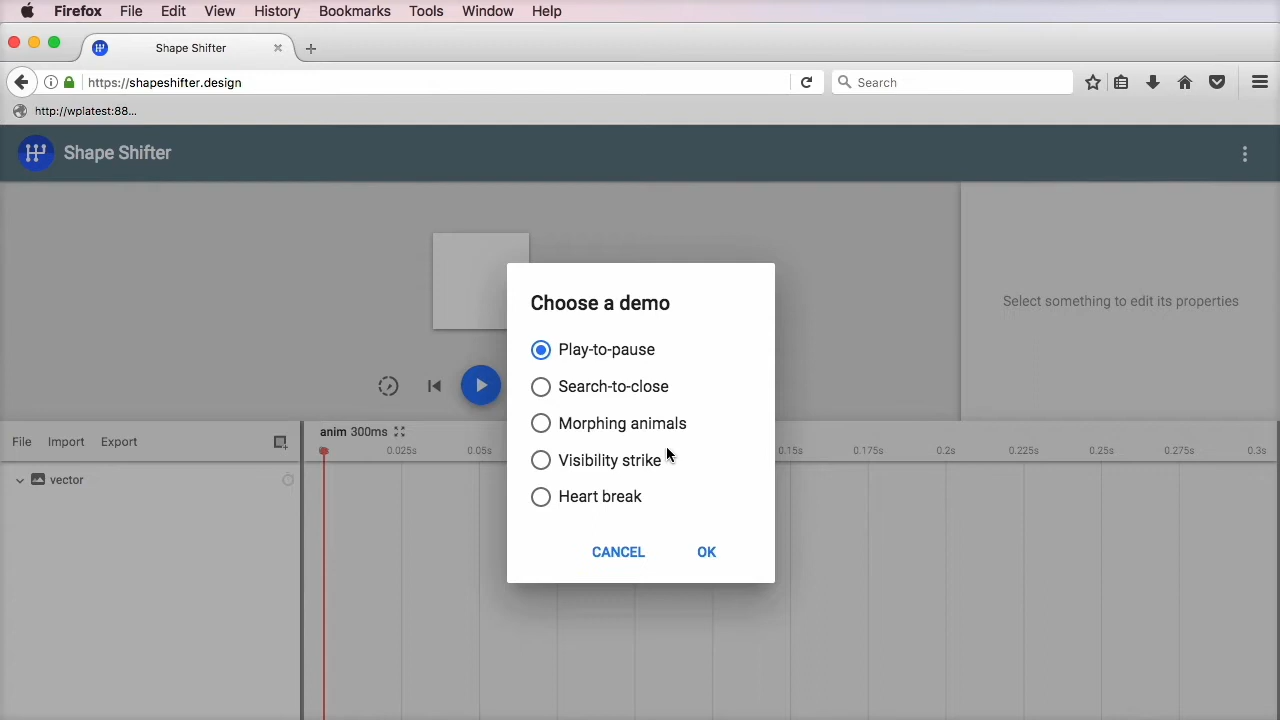 Firefox File Edit View History Bookmarks Tools Window Help
Shape Shifter
https://shapeshifter.design
Search
http://wplatest:88...
Shape Shifter
Select something to edit its properties
Choose a demo
Play-to-pause
Search-to-close
Morphing animals
Visibility strike
Heart break
CANCEL OK
File Import Export
anim 300ms
0s 0.025s 0.05s 0.15s 0.175s 0.2s 0.225s 0.25s 0.275s 0.3s
vector